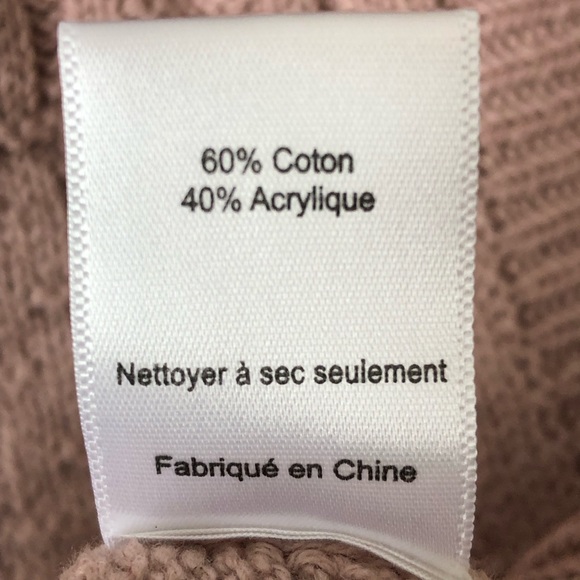 60% Coton
40% Acrylique
Nettoyer à sec seulement
Fabriqué en Chine